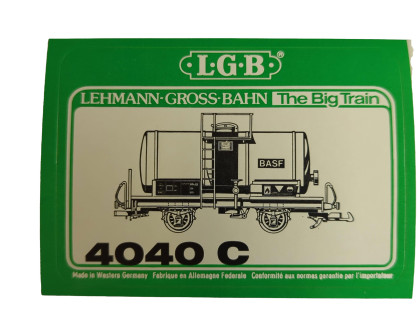 ·L·G·B·®
LEHMANN-GROSS-BAHN The Big Train
BASF
4040 C
Made in Western Germany Fabrique en Allemagne Federale Conformité aux normes garantie par l'importateur